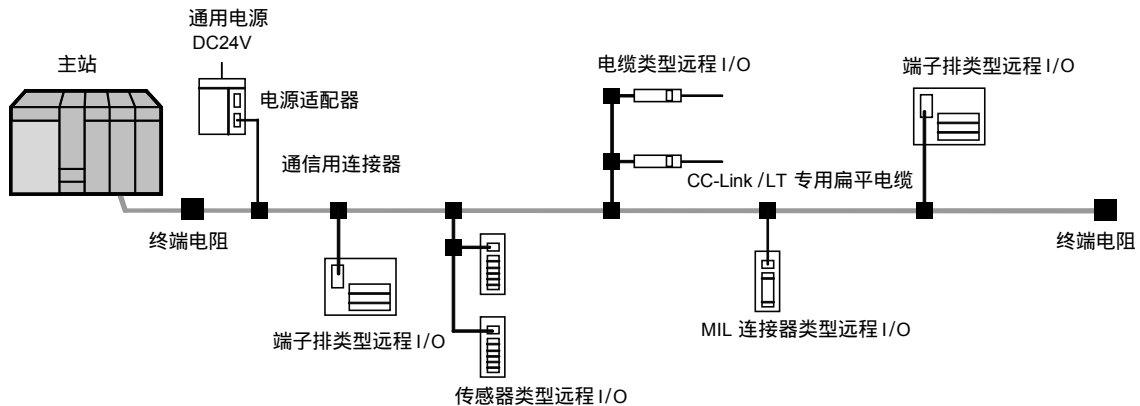 通用电源
DC24V
主站
电源适配器
通信用连接器
电缆类型远程 I/O
端子排类型远程 I/O
CC-Link /LT 专用扁平电缆
终端电阻
终端电阻
端子排类型远程 I/O
MIL 连接器类型远程 I/O
传感器类型远程 I/O